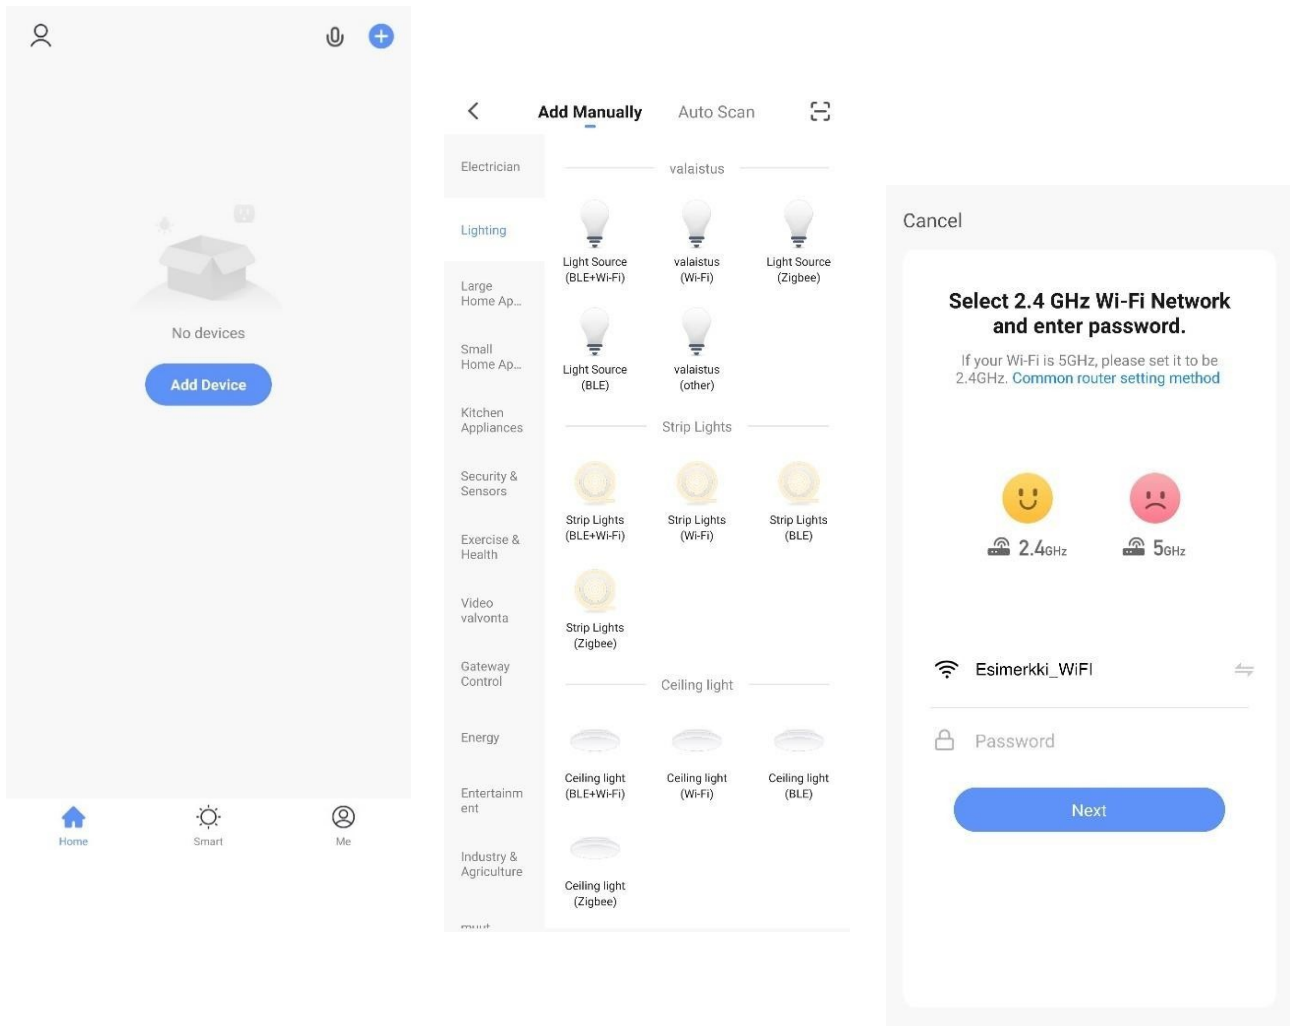 No devices
Add Device
Home
Smart
Me
Add Manually
Auto Scan
Electrician
Lighting
Large
Home Ap...
Small
Home Ap...
Kitchen
Appliances
Security &
Sensors
Exercise &
Health
Video
valvonta
Gateway
Control
Energy
Entertainm
ent
Industry &
Agriculture
valaistus
Light Source
(BLE+Wi-Fi)
valaistus
(Wi-Fi)
Light Source
(Zigbee)
Light Source
(BLE)
valaistus
(other)
Strip Lights
Strip Lights
(BLE+Wi-Fi)
Strip Lights
(Wi-Fi)
Strip Lights
(BLE)
Strip Lights
(Zigbee)
Ceiling light
Ceiling light
(BLE+Wi-Fi)
Ceiling light
(Wi-Fi)
Ceiling light
(BLE)
Ceiling light
(Zigbee)
Cancel
Select 2.4 GHz Wi-Fi Network
and enter password.
If your Wi-Fi is 5GHz, please set it to be
2.4GHz. Common router setting method
2.4GHz
5GHz
Esimerkki_WiFI
Password
Next